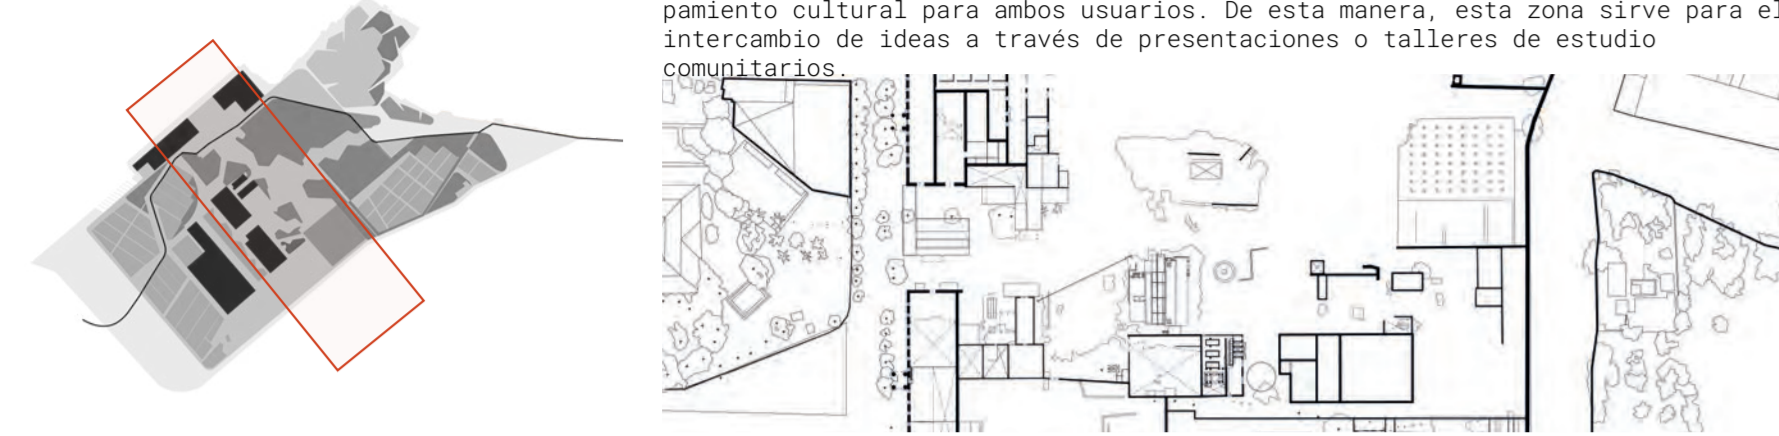 pamiento cultural para ambos usuarios. De esta manera, esta zona sirve para el
intercambio de ideas a través de presentaciones o talleres de estudio
comunitarios.